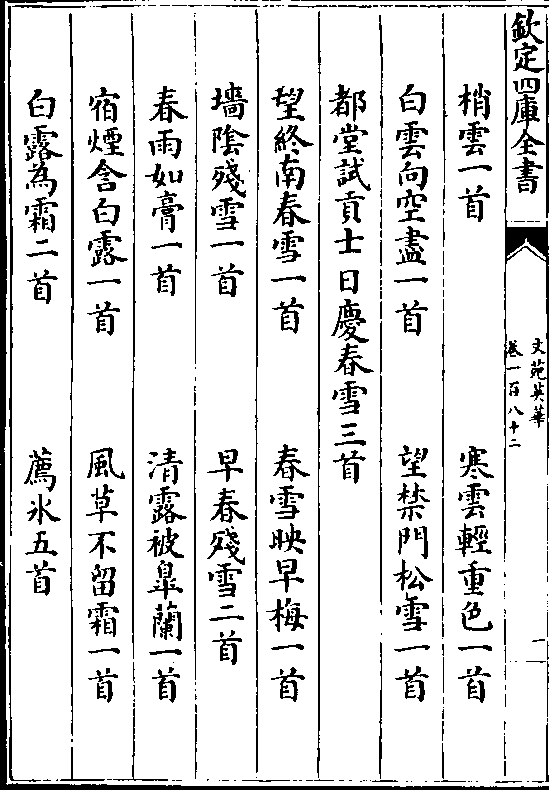 欽定四庫全書
文苑英華
卷一百八十二
一
梢雲一首 寒雲輕重色一首
白雲向空盡一首 望禁門松雪一首
都堂試貢士日慶春雪三首
望終南春雪一首 春雪映早梅一首
墻陰殘雪一首 早春殘雪二首
春雨如膏一首 清露被皐蘭一首
宿煙含白露一首 風草不留霜一首
白露為霜二首 薦氷五首